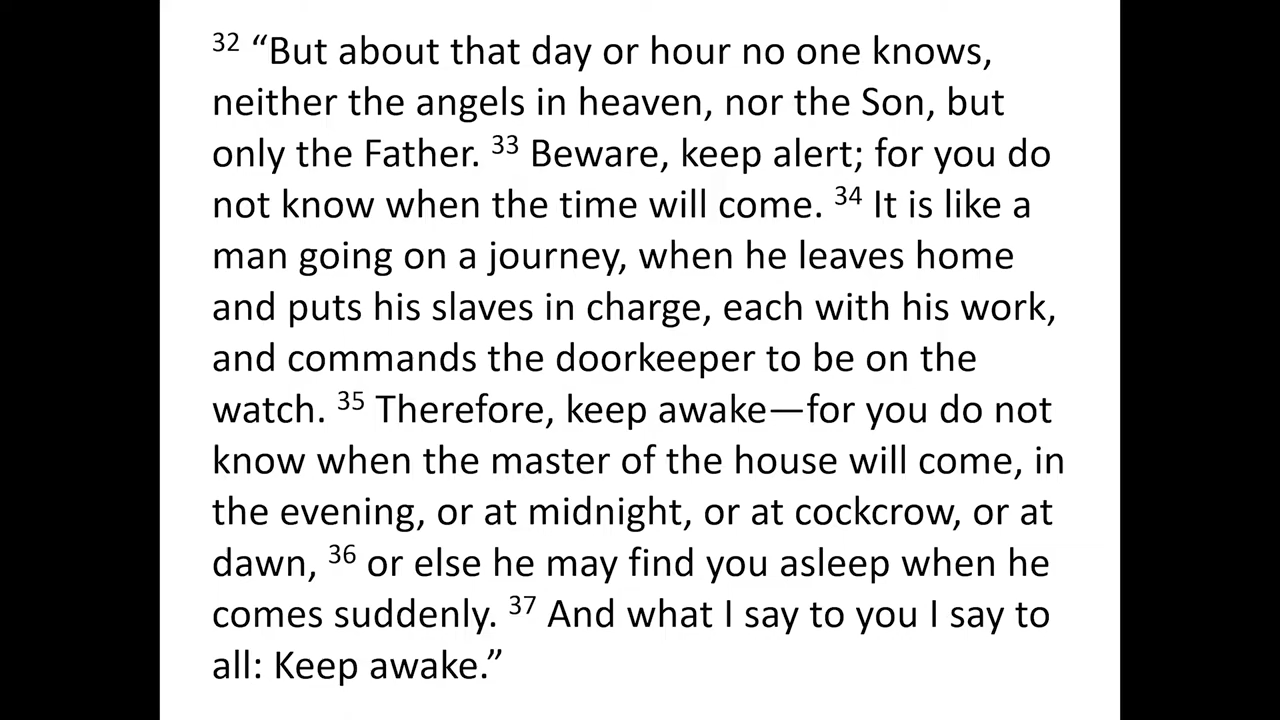 32 “But about that day or hour no one knows,
neither the angels in heaven, nor the Son, but
only the Father. 33 Beware, keep alert; for you do
not know when the time will come. 34 It is like a
man going on a journey, when he leaves home
and puts his slaves in charge, each with his work,
and commands the doorkeeper to be on the
watch. 35 Therefore, keep awake—for you do not
know when the master of the house will come, in
the evening, or at midnight, or at cockcrow, or at
dawn, 36 or else he may find you asleep when he
comes suddenly. 37 And what I say to you I say to
all: Keep awake.”